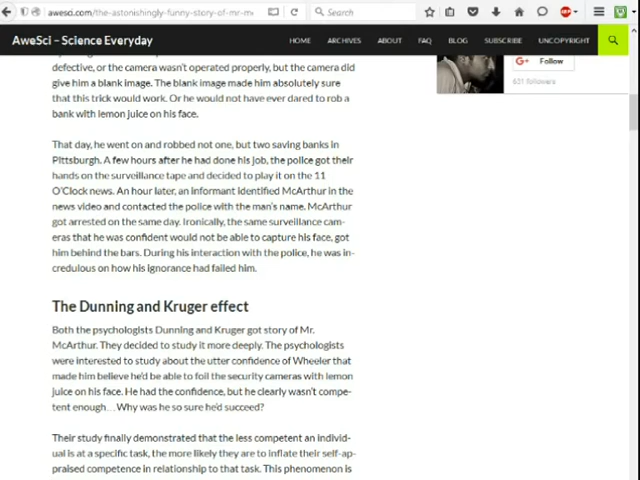 awesci.com/the-astonishingly-funny-story-of-mr-m
Search
AweSci – Science Everyday
HOME
ARCHIVES
ABOUT
FAQ
BLOG
SUBSCRIBE
UNCOPYRIGHT
defective, or the camera wasn't operated properly, but the camera did
give him a blank image. The blank image made him absolutely sure
that this trick would work. Or he would not have ever dared to rob a
bank with lemon juice on his face.
G+ Follow
631 followers
That day, he went on and robbed not one, but two saving banks in
Pittsburgh. A few hours after he had done his job, the police got their
hands on the surveillance tape and decided to play it on the 11
O'Clock news. An hour later, an informant identified McArthur in the
news video and contacted the police with the man's name. McArthur
got arrested on the same day. Ironically, the same surveillance cam-
eras that he was confident would not be able to capture his face, got
him behind the bars. During his interaction with the police, he was in-
credulous on how his ignorance had failed him.
The Dunning and Kruger effect
Both the psychologists Dunning and Kruger got story of Mr.
McArthur. They decided to study it more deeply. The psychologists
were interested to study about the utter confidence of Wheeler that
made him believe he'd be able to foil the security cameras with lemon
juice on his face. He had the confidence, but he clearly wasn't compe-
tent enough… Why was he so sure he'd succeed?
Their study finally demonstrated that the less competent an individ-
ual is at a specific task, the more likely they are to inflate their self-ap-
praised competence in relationship to that task. This phenomenon is